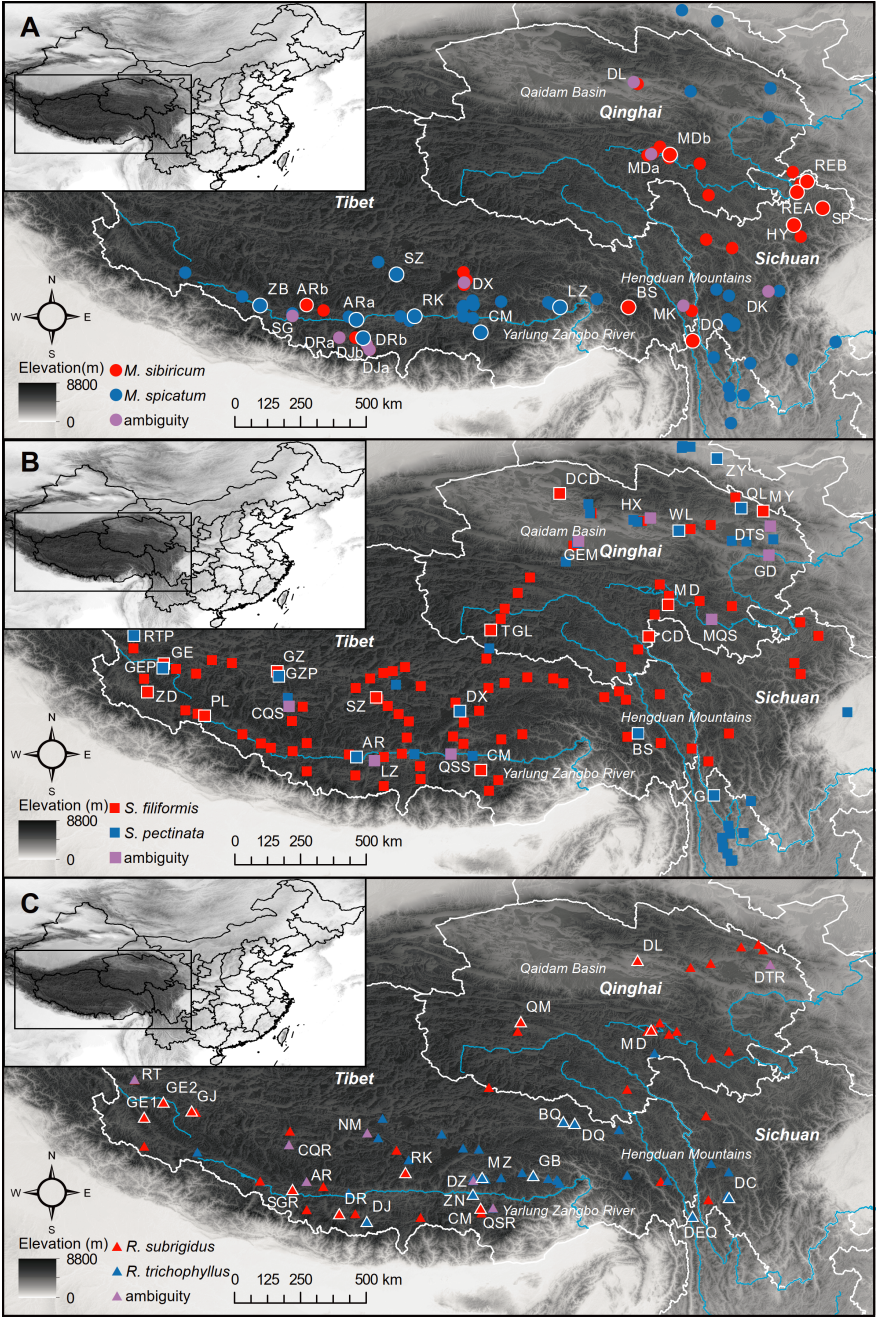 A
DL
Qaidam Basin
Qinghai
MDb
MDa
REB
REA
SP
HY
Tibet
Sichuan
SZ
DX
Hengduan Mountains
ZB
ARb
ARa
RK
CM
LZ
BS
MK
DK
DQ
SG
DRa
DRb
DJb
DJa
Yarlung Zangbo River
N
W
E
S
Elevation(m)
8800
0
M. sibiricum
M. spicatum
ambiguity
0 125 250 500 km
B
ZY
DCD
QL
MY
HX
WL
Qaidam Basin
DTS
GEM
Qinghai
GD
MD
MQS
TGL
CD
RTP
Tibet
GE
GEP
GZ
GZP
ZD
PL
CQS
SZ
DX
Sichuan
Hengduan Mountains
AR
LZ
QSS
CM
BS
Yarlung Zangbo River
XG
N
W
E
S
Elevation (m)
8800
0
S. filiformis
S. pectinata
ambiguity
0 125 250 500 km
C
DL
Qaidam Basin
DTR
Qinghai
QM
MD
RT
Tibet
GE2
GE1
GJ
NM
BQ
DQ
CQR
Sichuan
RK
Hengduan Mountains
AR
MZ
GB
DZ
DC
SGR
DR
DJ
ZN
CM
QSR
Yarlung Zangbo River
DEQ
N
W
E
S
Elevation (m)
8800
0
R. subrigidus
R. trichophyllus
ambiguity
0 125 250 500 km